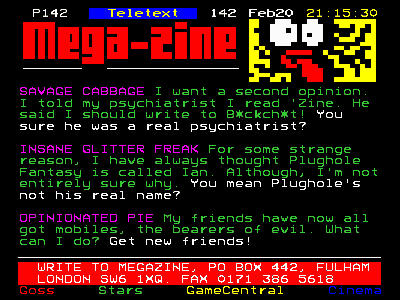 P142 Teletext 142 Feb20 21:15:30
Mega-zine
SAVAGE CABBAGE I want a second opinion.
I told my psychiatrist I read 'Zine. He
said I should write to B*ckch*t! You
sure he was a real psychiatrist?
INSANE GLITTER FREAK For some strange
reason, I have always thought Plughole
Fantasy is called Ian. Although, I'm not
entirely sure why. You mean Plughole's
not his real name?
OPINIONATED PIE My friends have now all
got mobiles, the bearers of evil. What
can I do? Get new friends!
WRITE TO MEGAZINE, PO BOX 442, FULHAM
LONDON SW6 1XQ. FAX 0171 386 5618
Goss Stars GameCentral Cinema